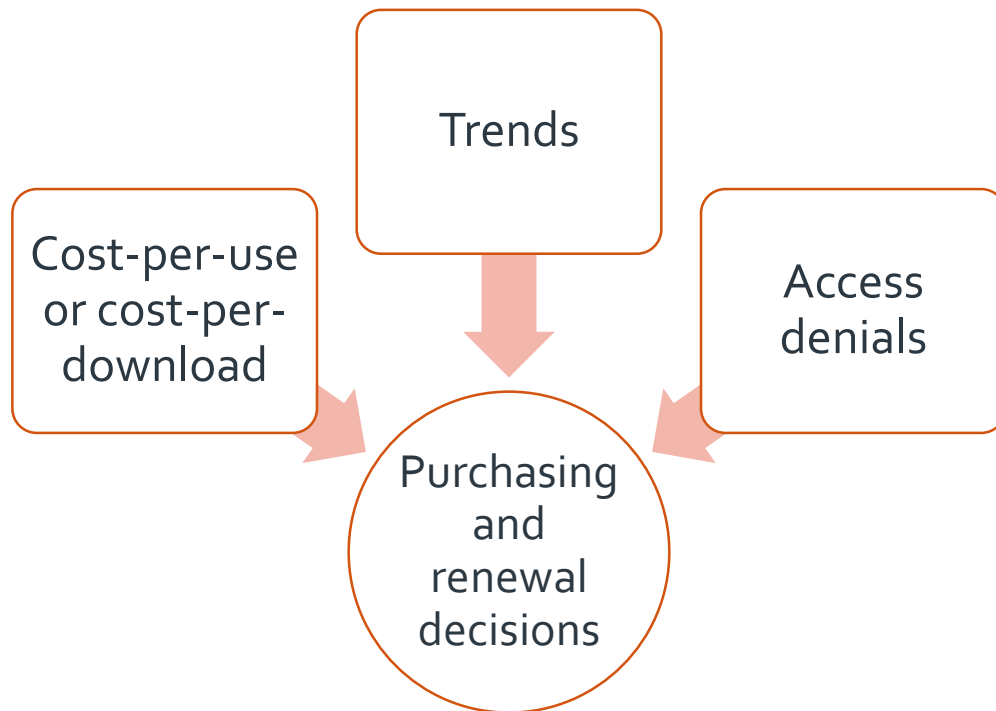 Trends
Cost-per-use
or cost-per-
download
Access
denials
Purchasing
and
renewal
decisions